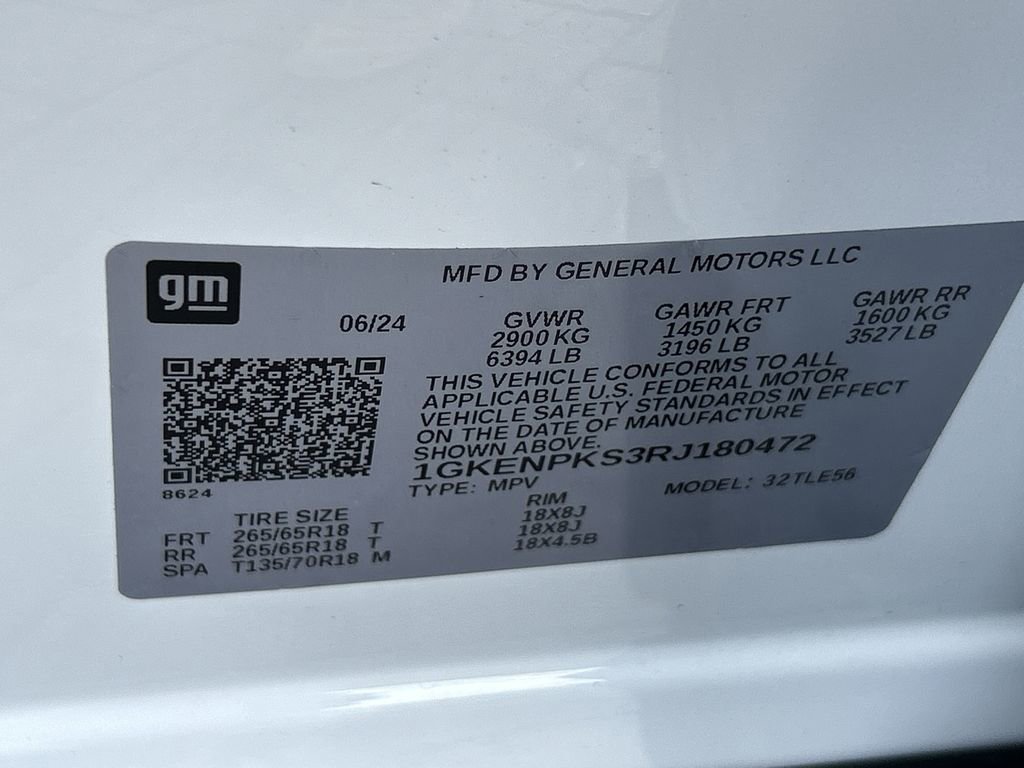 gm
MFD BY GENERAL MOTORS LLC
06/24
GVWR
2900 KG
6394 LB
GAWR FRT
1450 KG
3196 LB
GAWR RR
1600 KG
3527 LB
THIS VEHICLE CONFORMS TO ALL
APPLICABLE U.S. FEDERAL MOTOR
VEHICLE SAFETY STANDARDS IN EFFECT
ON THE DATE OF MANUFACTURE
SHOWN ABOVE.
1GKENPKS3RJ180472
8624
TYPE: MPV MODEL: 32TLE56
TIRE SIZE RIM
FRT 265/65R18 T 18X8J
RR 265/65R18 T 18X8J
SPA T135/70R18 M 18X4.5B